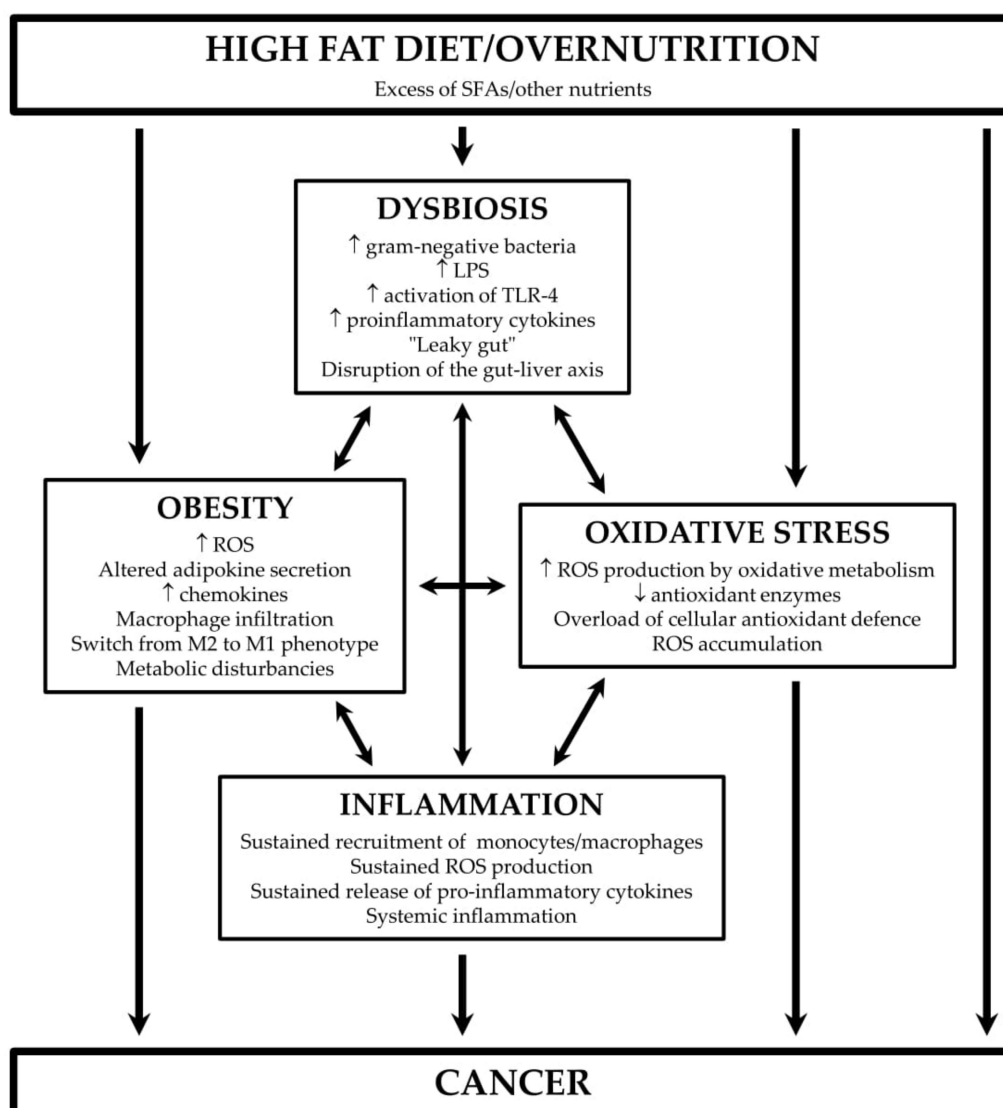 HIGH FAT DIET/OVERNUTRITION
Excess of SFAs/other nutrients
DYSBIOSIS
↑ gram-negative bacteria
↑ LPS
↑ activation of TLR-4
↑ proinflammatory cytokines
"Leaky gut"
Disruption of the gut-liver axis
OBESITY
↑ ROS
Altered adipokine secretion
↑ chemokines
Macrophage infiltration
Switch from M2 to M1 phenotype
Metabolic disturbancies
OXIDATIVE STRESS
↑ ROS production by oxidative metabolism
↓ antioxidant enzymes
Overload of cellular antioxidant defence
ROS accumulation
INFLAMMATION
Sustained recruitment of monocytes/macrophages
Sustained ROS production
Sustained release of pro-inflammatory cytokines
Systemic inflammation
CANCER